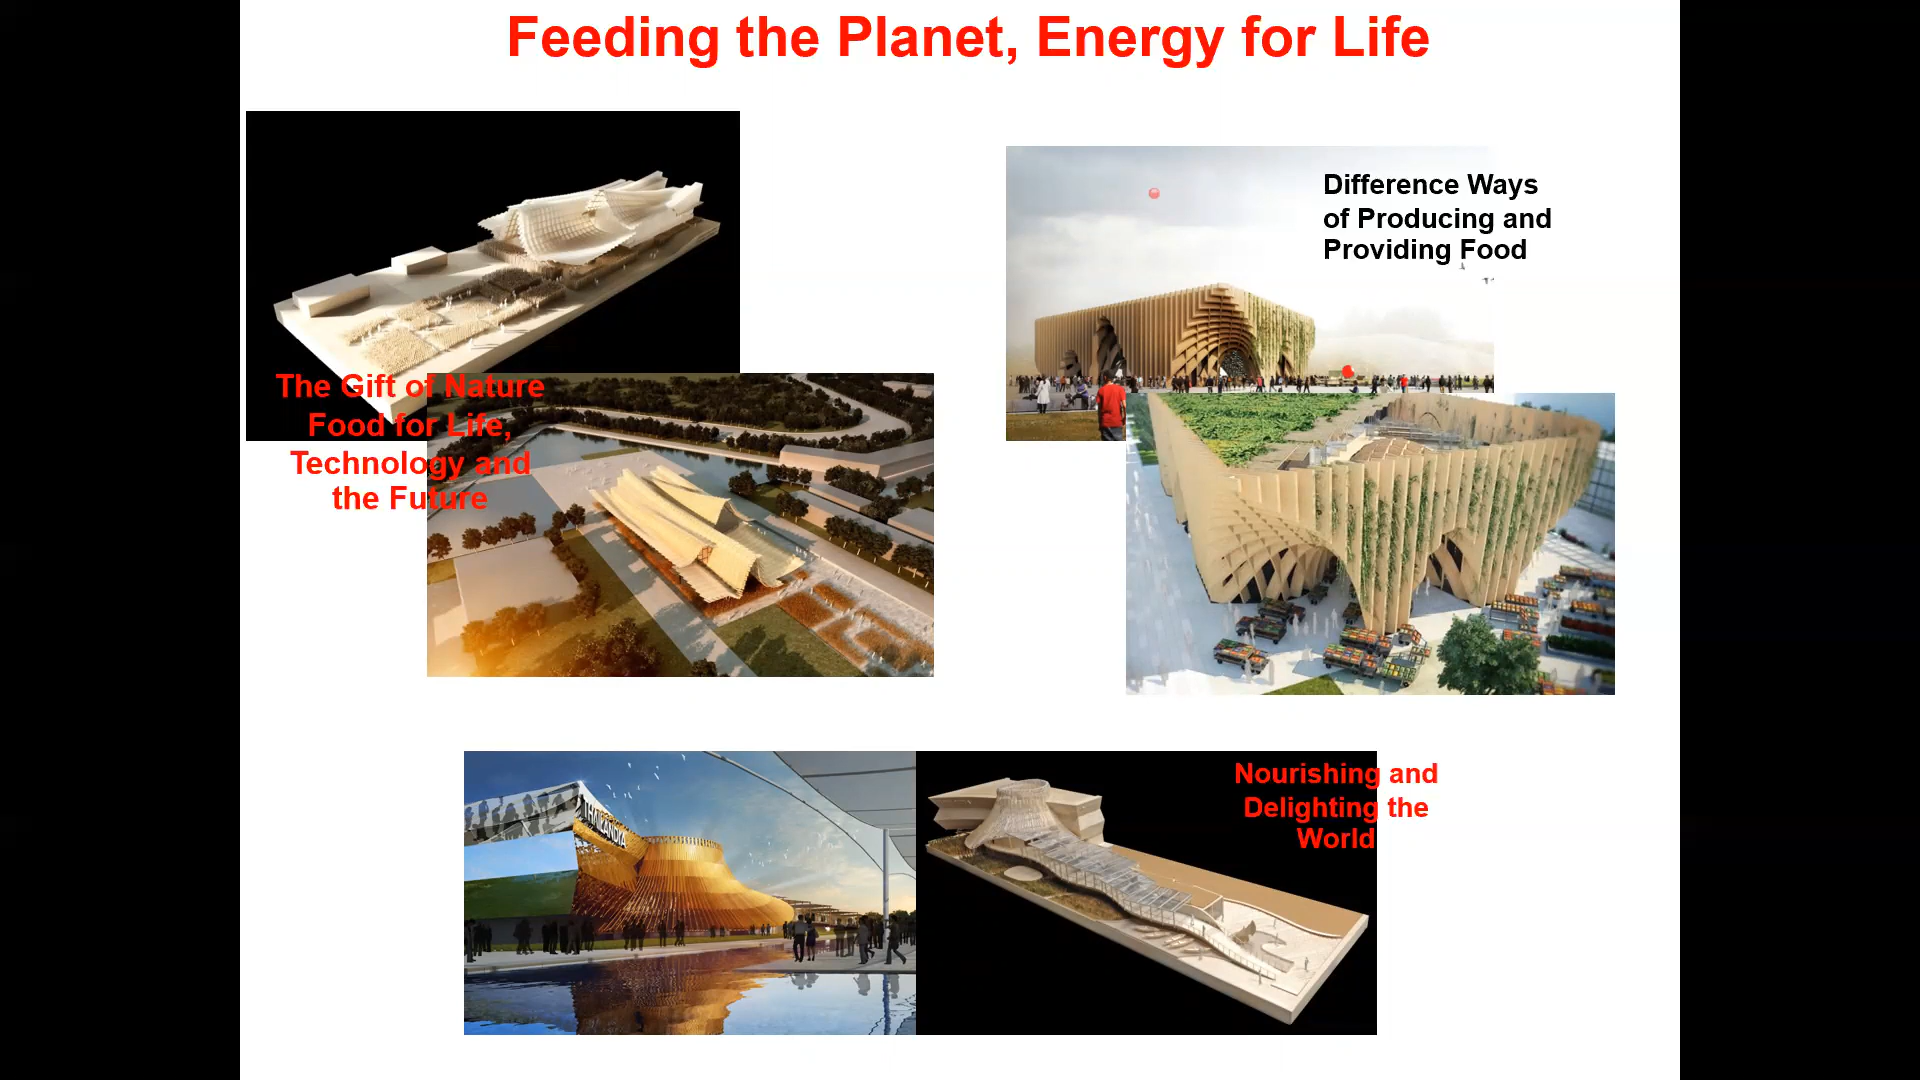 Feeding the Planet, Energy for Life
The Gift of Nature
Food for Life,
Technology and
the Future
Difference Ways
of Producing and
Providing Food
THAILANDIA
Nourishing and
Delighting the
World